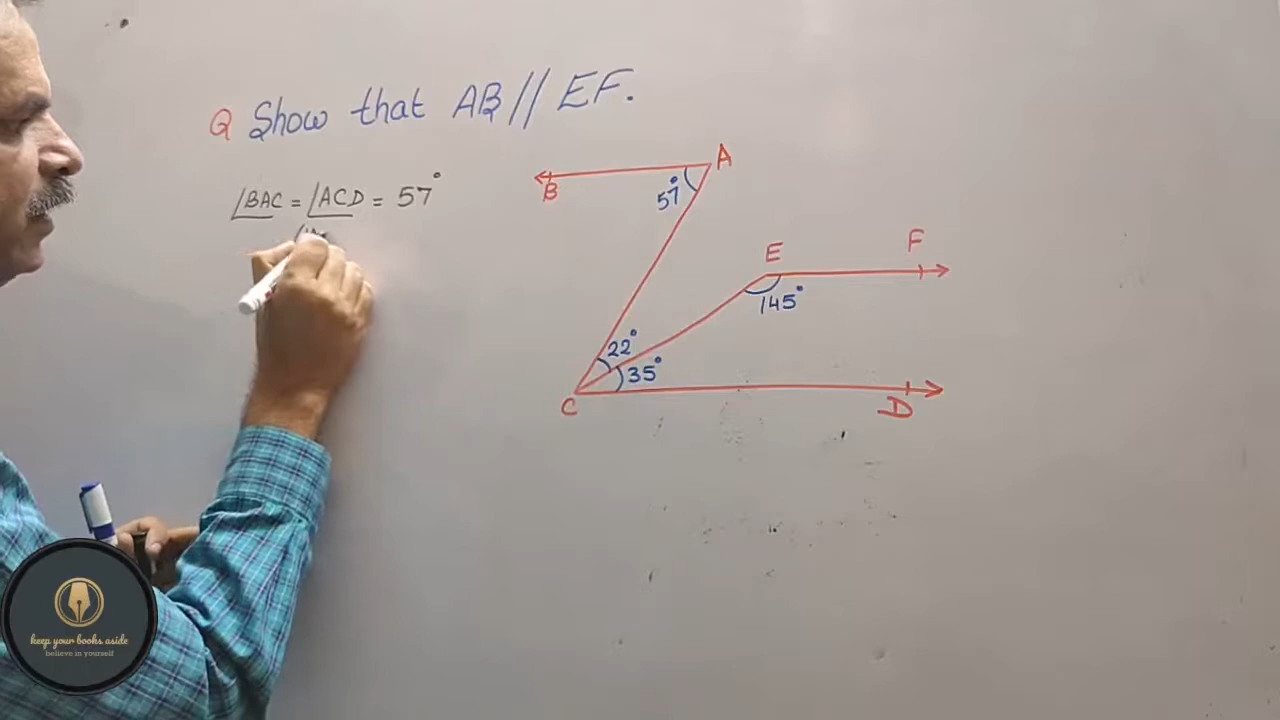 Q Show that AB // EF.
∠BAC = ∠ACD = 57°
A
B
57°
E
F
145°
22°
35°
C
D
keep your books aside
believe in yourself